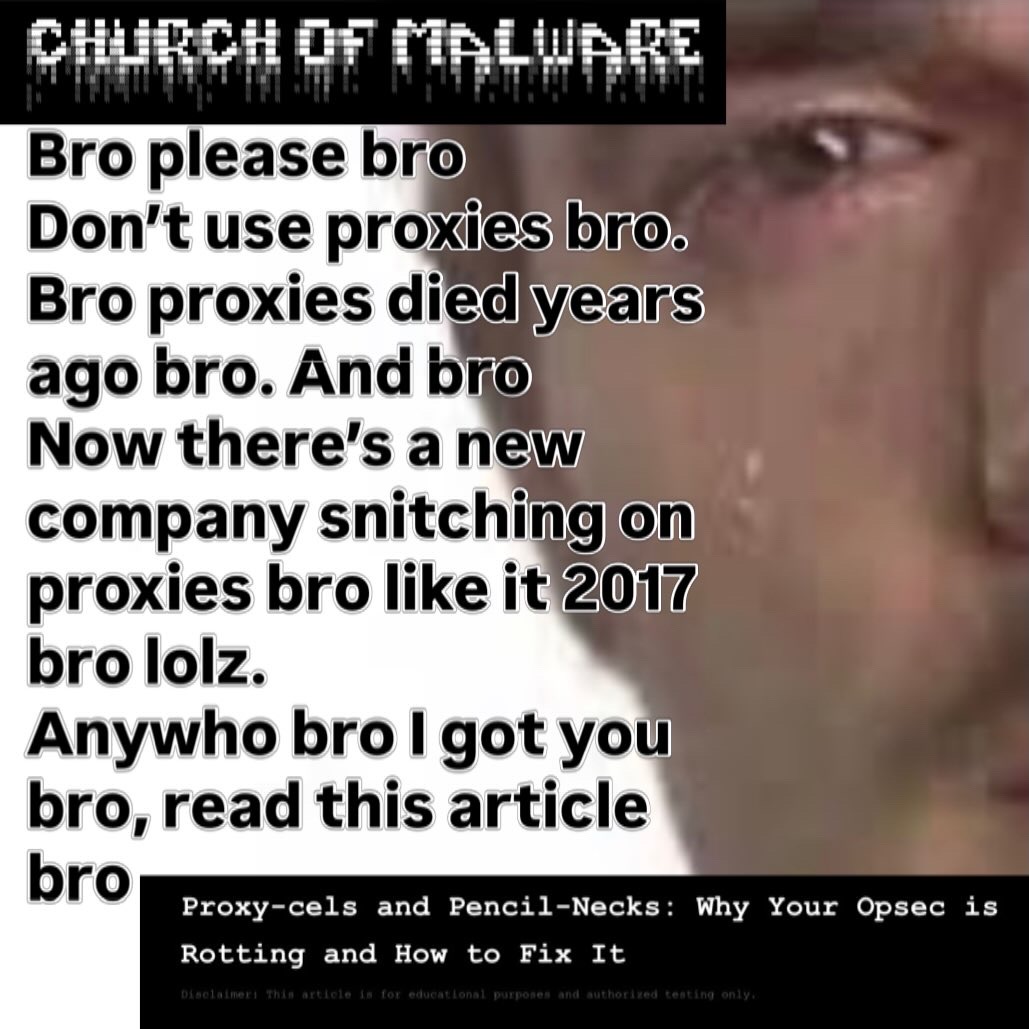 CHURCH OF MALWARE
Bro please bro
Don’t use proxies bro.
Bro proxies died years
ago bro. And bro
Now there’s a new
company snitching on
proxies bro like it 2017
bro lolz.
Anywho bro I got you
bro, read this article
bro
Proxy-cels and Pencil-Necks: Why Your Opsec is
Rotting and How to Fix It
Disclaimer: This article is for educational purposes and authorized testing only.